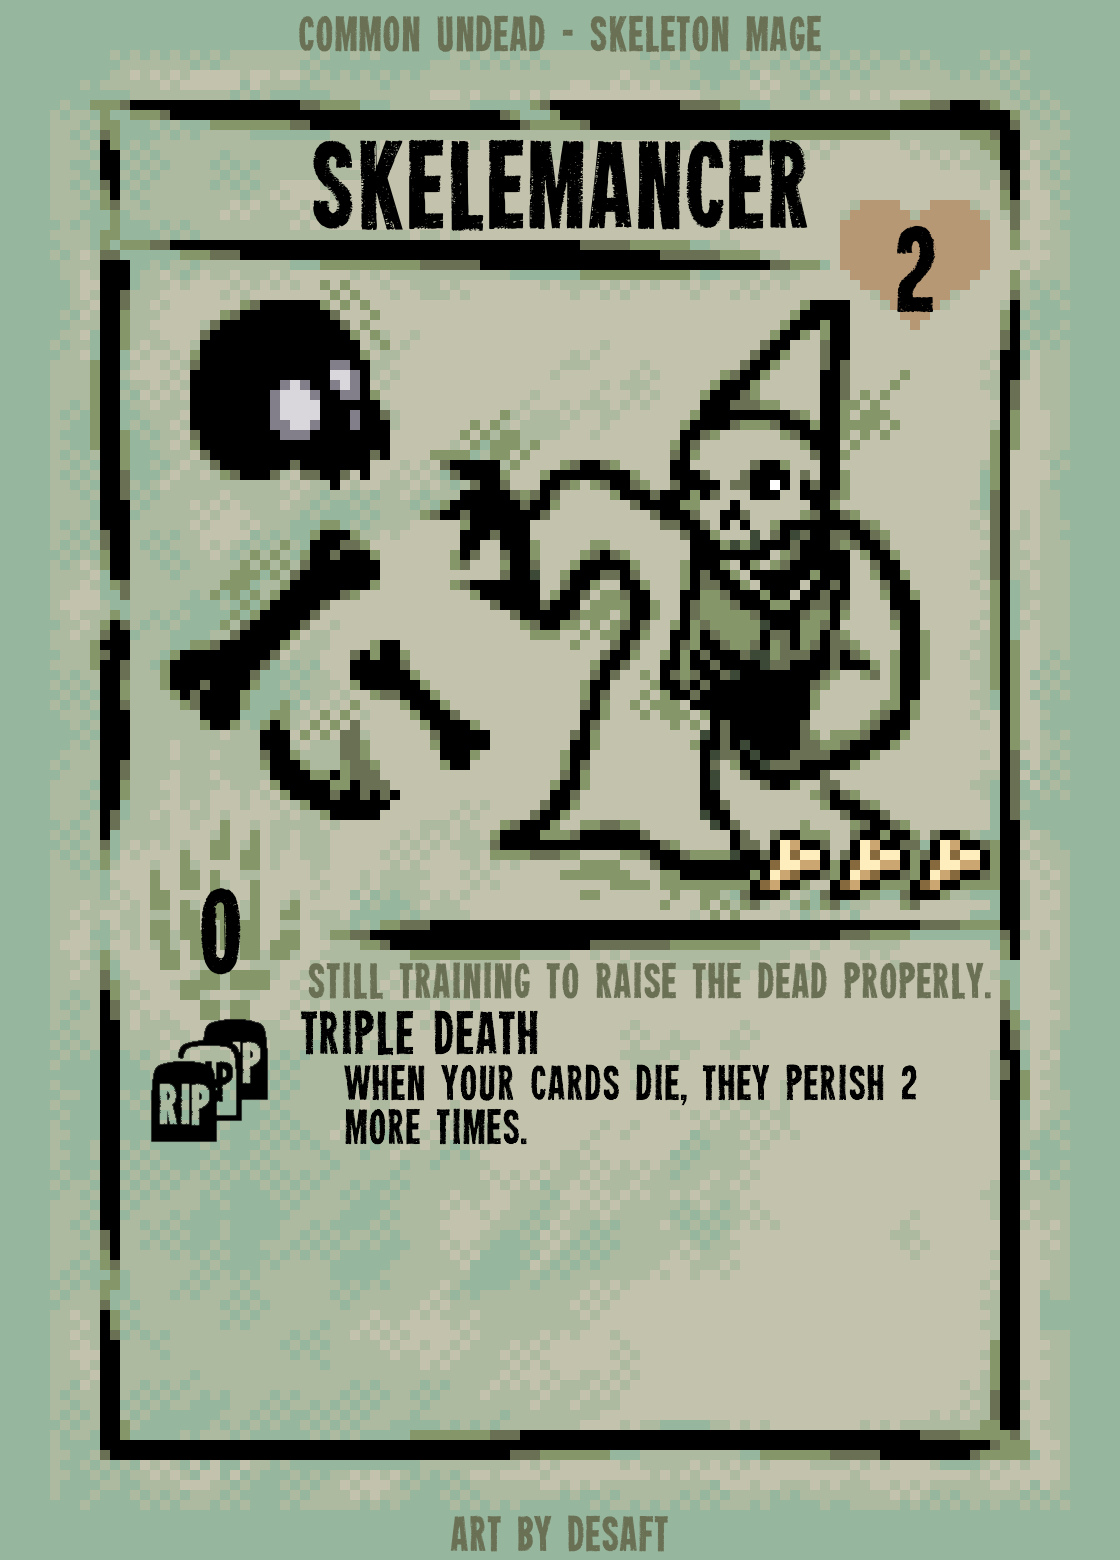 COMMON UNDEAD - SKELETON MAGE
SKELEMANCER
2
0
STILL TRAINING TO RAISE THE DEAD PROPERLY.
TRIPLE DEATH
RIP
WHEN YOUR CARDS DIE, THEY PERISH 2
MORE TIMES.
ART BY DESAFT